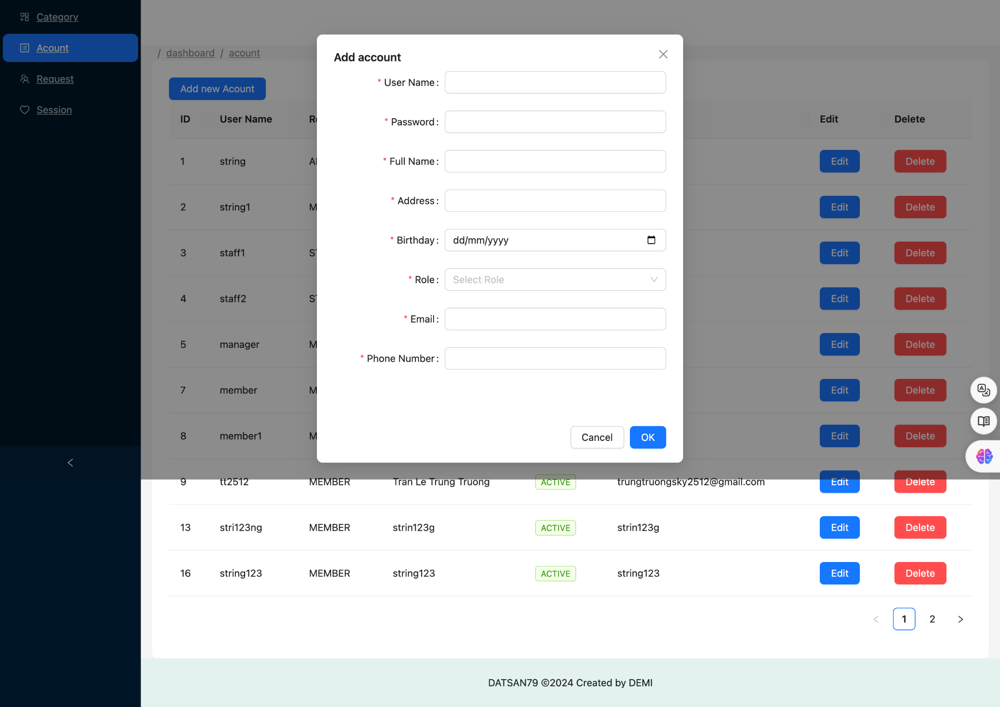 Category
Acount
Request
Session
/ dashboard / acount
Add new Acount
ID User Name Edit Delete
1 string Edit Delete
2 string1 Edit Delete
3 staff1 Edit Delete
4 staff2 Edit Delete
5 manager Edit Delete
7 member Edit Delete
8 member1 Edit Delete
9 tt2512 MEMBER Tran Le Trung Truong ACTIVE trungtruongsky2512@gmail.com Edit Delete
13 stri123ng MEMBER strin123g ACTIVE strin123g Edit Delete
16 string123 MEMBER string123 ACTIVE string123 Edit Delete
< 1 2 >
Add account
* User Name :
* Password :
* Full Name :
* Address :
* Birthday : dd/mm/yyyy
* Role : Select Role
* Email :
* Phone Number :
Cancel OK
DATSAN79 ©2024 Created by DEMI